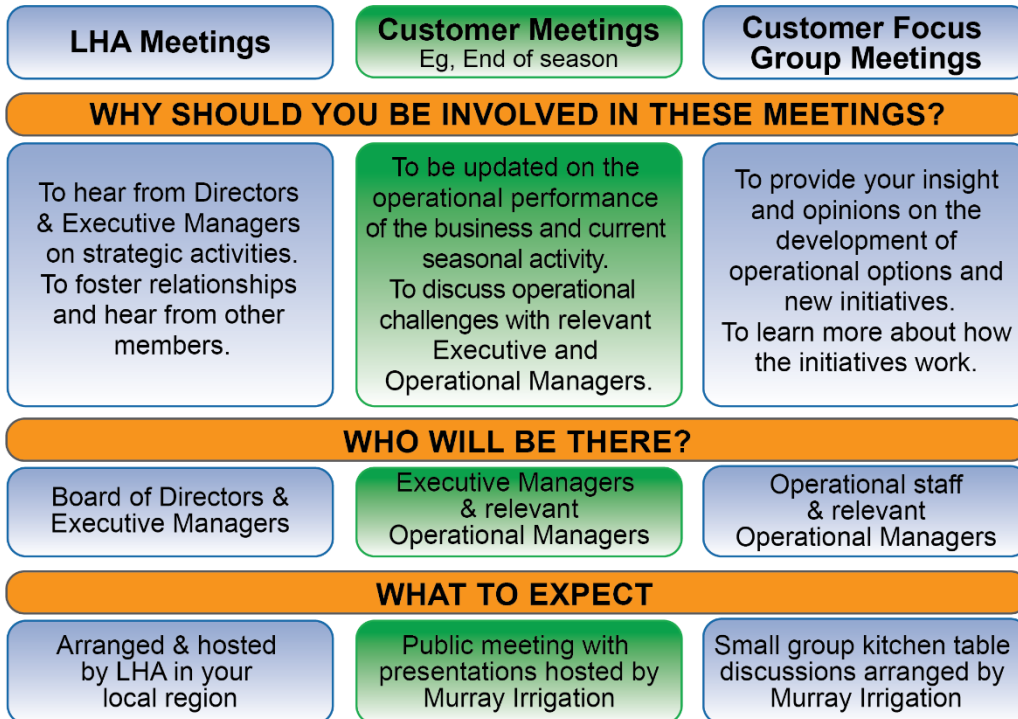 LHA Meetings
Customer Meetings
Eg, End of season
Customer Focus
Group Meetings
WHY SHOULD YOU BE INVOLVED IN THESE MEETINGS?
To hear from Directors
& Executive Managers
on strategic activities.
To foster relationships
and hear from other
members.
To be updated on the
operational performance
of the business and current
seasonal activity.
To discuss operational
challenges with relevant
Executive and
Operational Managers.
To provide your insight
and opinions on the
development of
operational options and
new initiatives.
To learn more about how
the initiatives work.
WHO WILL BE THERE?
Board of Directors &
Executive Managers
Executive Managers
& relevant
Operational Managers
Operational staff
& relevant
Operational Managers
WHAT TO EXPECT
Arranged & hosted
by LHA in your
local region
Public meeting with
presentations hosted by
Murray Irrigation
Small group kitchen table
discussions arranged by
Murray Irrigation